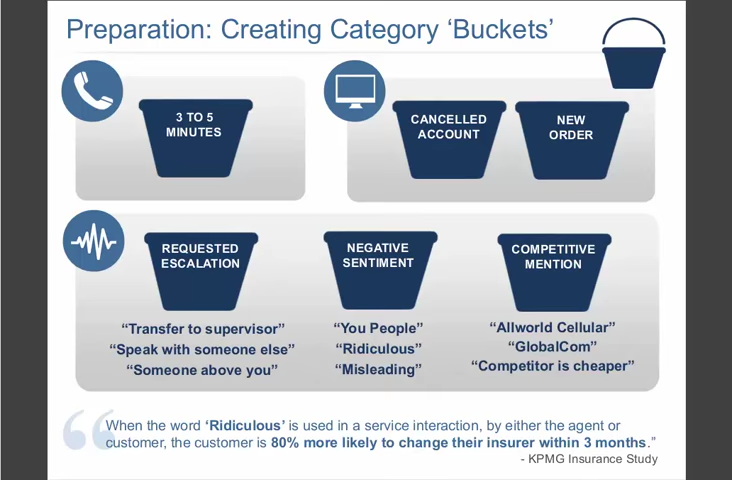 Preparation: Creating Category ‘Buckets’
3 TO 5
MINUTES
CANCELLED
ACCOUNT
NEW
ORDER
REQUESTED
ESCALATION
“Transfer to supervisor”
“Speak with someone else”
“Someone above you”
NEGATIVE
SENTIMENT
“You People”
“Ridiculous”
“Misleading”
COMPETITIVE
MENTION
“Allworld Cellular”
“GlobalCom”
“Competitor is cheaper”
“When the word ‘Ridiculous’ is used in a service interaction, by either the agent or
customer, the customer is 80% more likely to change their insurer within 3 months.”
- KPMG Insurance Study